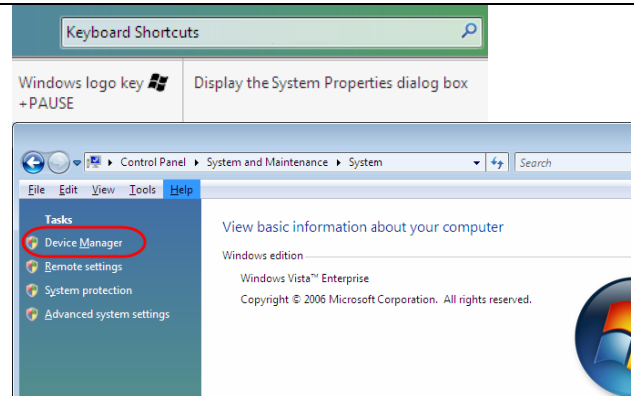 Keyboard Shortcuts
Windows logo key
+PAUSE
Display the System Properties dialog box
Control Panel ▸ System and Maintenance ▸ System
Search
File Edit View Tools Help
Tasks
Device Manager
Remote settings
System protection
Advanced system settings
View basic information about your computer
Windows edition
Windows Vista™ Enterprise
Copyright © 2006 Microsoft Corporation. All rights reserved.